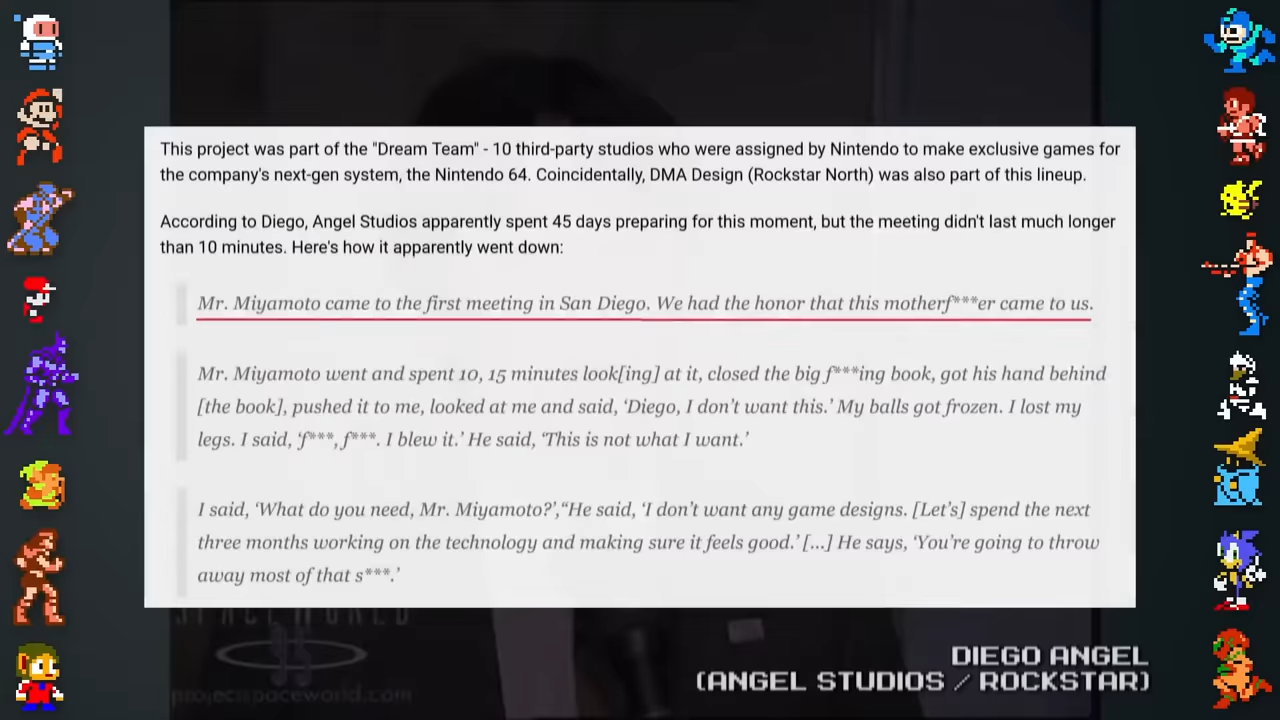 This project was part of the "Dream Team" - 10 third-party studios who were assigned by Nintendo to make exclusive games for
the company's next-gen system, the Nintendo 64. Coincidentally, DMA Design (Rockstar North) was also part of this lineup.
According to Diego, Angel Studios apparently spent 45 days preparing for this moment, but the meeting didn't last much longer
than 10 minutes. Here's how it apparently went down:
Mr. Miyamoto came to the first meeting in San Diego. We had the honor that this motherf***er came to us.
Mr. Miyamoto went and spent 10, 15 minutes look[ing] at it, closed the big f***ing book, got his hand behind
[the book], pushed it to me, looked at me and said, ‘Diego, I don’t want this.’ My balls got frozen. I lost my
legs. I said, ‘f***, f***. I blew it.’ He said, ‘This is not what I want.’
I said, ‘What do you need, Mr. Miyamoto?’,“He said, ‘I don’t want any game designs. [Let’s] spend the next
three months working on the technology and making sure it feels good.’ [...] He says, ‘You’re going to throw
away most of that s***.’
SPACEWORLD
projectspaceworld.com
DIEGO ANGEL
(ANGEL STUDIOS / ROCKSTAR)